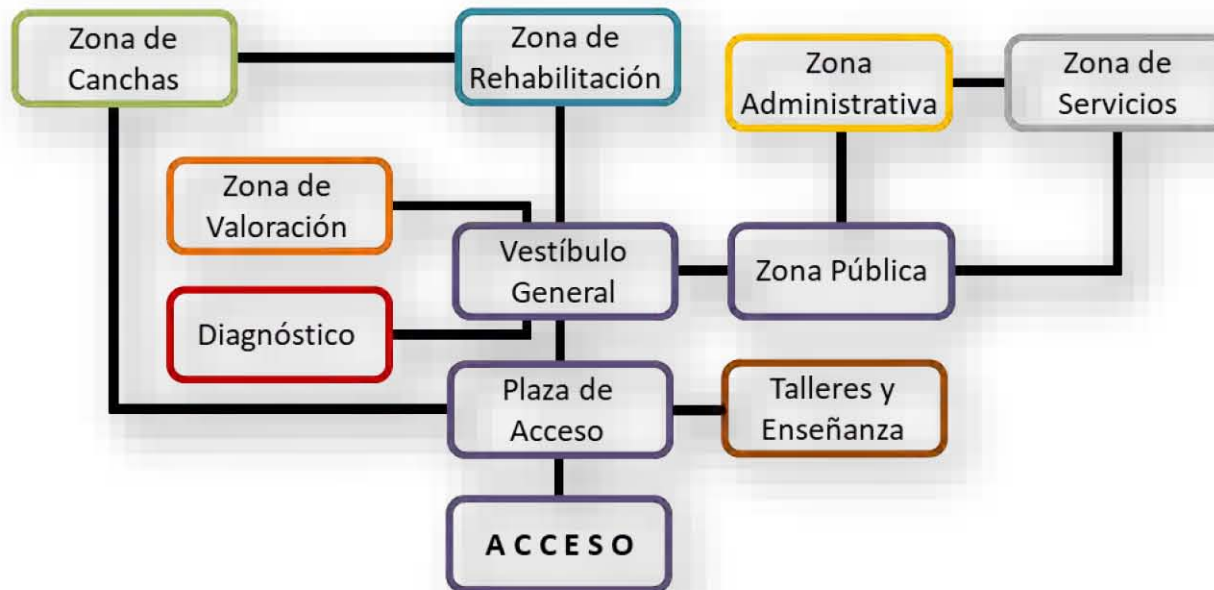 Zona de
Canchas
Zona de
Rehabilitación
Zona
Administrativa
Zona de
Servicios
Zona de
Valoración
Vestíbulo
General
Zona Pública
Diagnóstico
Plaza de
Acceso
Talleres y
Enseñanza
ACCESO